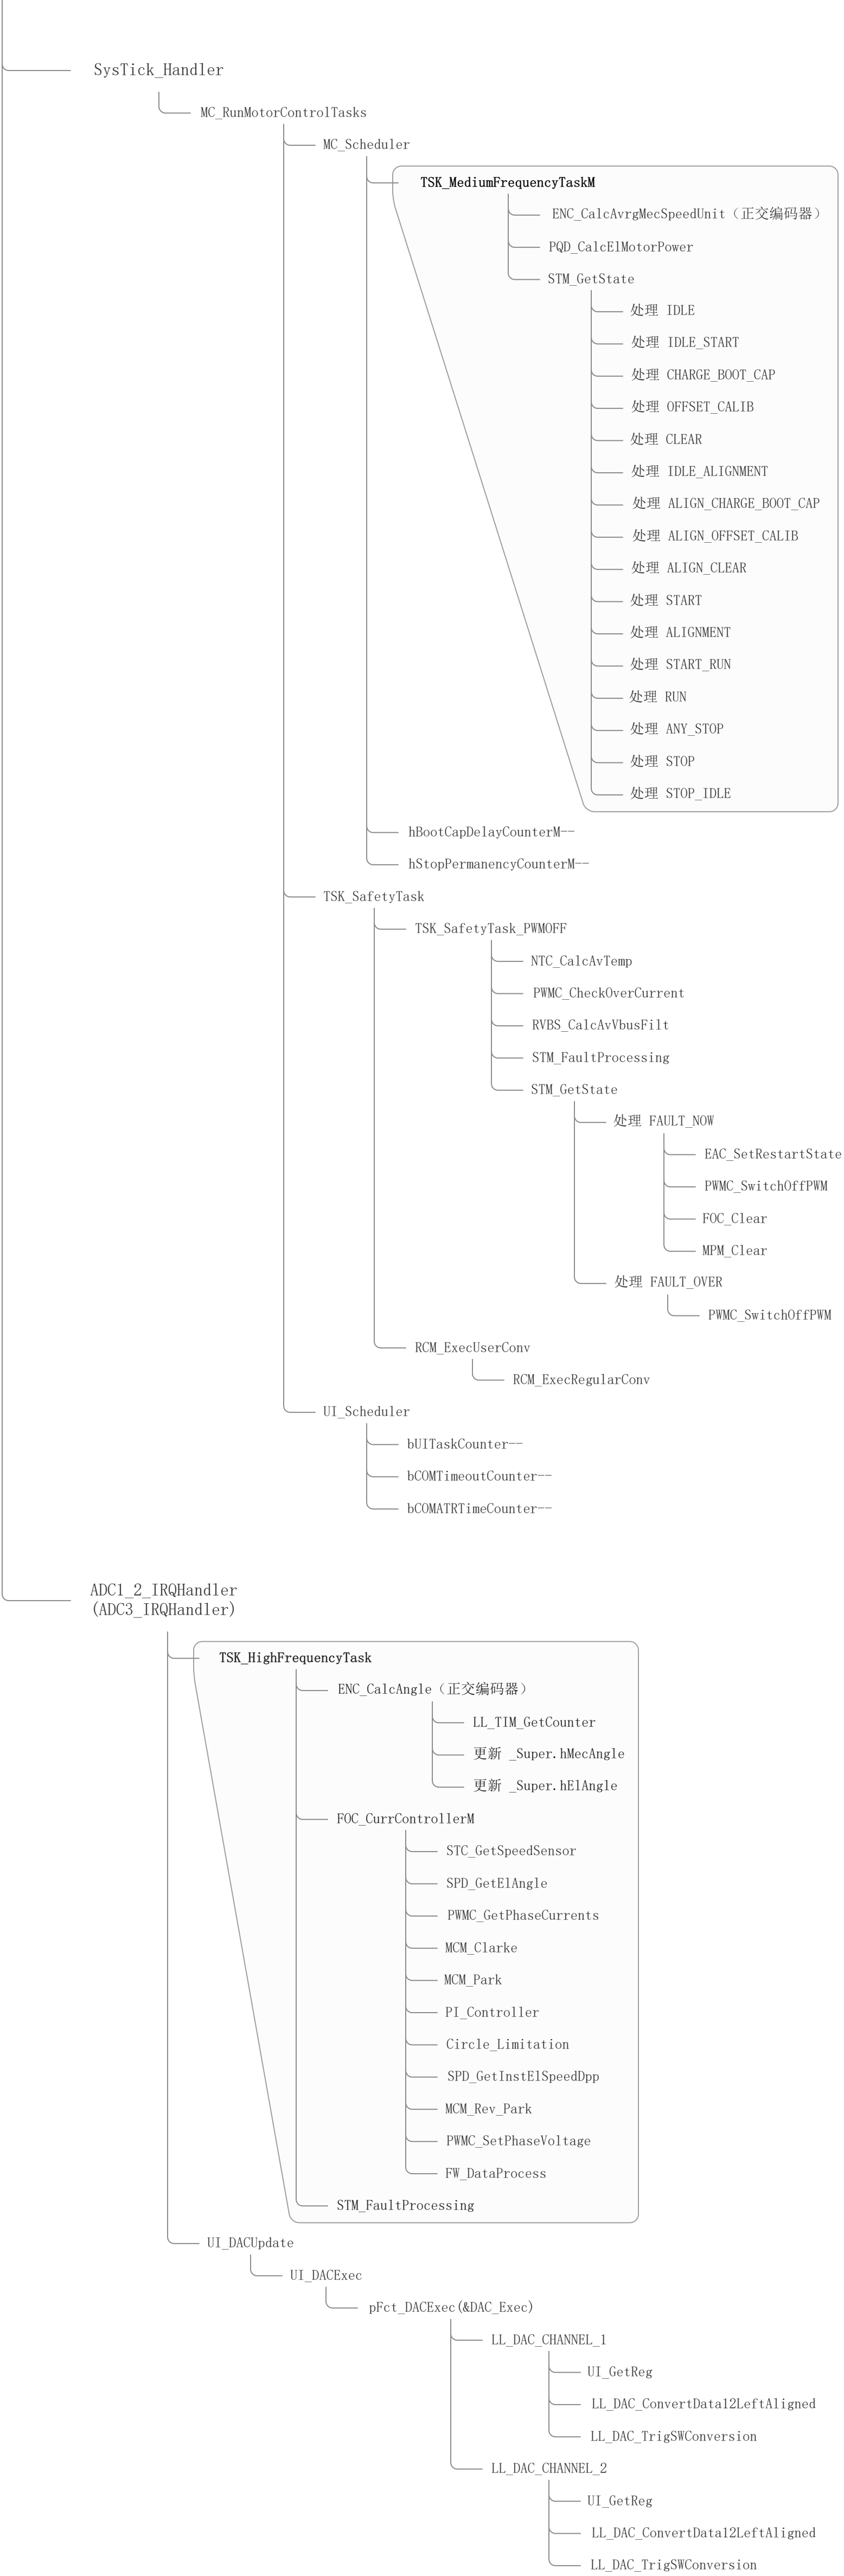 SysTick_Handler
MC_RunMotorControlTasks
MC_Scheduler
TSK_MediumFrequencyTaskM
ENC_CalcAvrgMecSpeedUnit（正交编码器）
PQD_CalcElMotorPower
STM_GetState
处理 IDLE
处理 IDLE_START
处理 CHARGE_BOOT_CAP
处理 OFFSET_CALIB
处理 CLEAR
处理 IDLE_ALIGNMENT
处理 ALIGN_CHARGE_BOOT_CAP
处理 ALIGN_OFFSET_CALIB
处理 ALIGN_CLEAR
处理 START
处理 ALIGNMENT
处理 START_RUN
处理 RUN
处理 ANY_STOP
处理 STOP
处理 STOP_IDLE
hBootCapDelayCounterM--
hStopPermanencyCounterM--
TSK_SafetyTask
TSK_SafetyTask_PWMOFF
NTC_CalcAvTemp
PWMC_CheckOverCurrent
RVBS_CalcAvVbusFilt
STM_FaultProcessing
STM_GetState
处理 FAULT_NOW
EAC_SetRestartState
PWMC_SwitchOffPWM
FOC_Clear
MPM_Clear
处理 FAULT_OVER
PWMC_SwitchOffPWM
RCM_ExecUserConv
RCM_ExecRegularConv
UI_Scheduler
bUITaskCounter--
bCOMTimeoutCounter--
bCOMATRTimeCounter--
ADC1_2_IRQHandler
(ADC3_IRQHandler)
TSK_HighFrequencyTask
ENC_CalcAngle（正交编码器）
LL_TIM_GetCounter
更新 _Super.hMecAngle
更新 _Super.hElAngle
FOC_CurrControllerM
STC_GetSpeedSensor
SPD_GetElAngle
PWMC_GetPhaseCurrents
MCM_Clarke
MCM_Park
PI_Controller
Circle_Limitation
SPD_GetInstElSpeedDpp
MCM_Rev_Park
PWMC_SetPhaseVoltage
FW_DataProcess
STM_FaultProcessing
UI_DACUpdate
UI_DACExec
pFct_DACExec(&DAC_Exec)
LL_DAC_CHANNEL_1
UI_GetReg
LL_DAC_ConvertData12LeftAligned
LL_DAC_TrigSWConversion
LL_DAC_CHANNEL_2
UI_GetReg
LL_DAC_ConvertData12LeftAligned
LL_DAC_TrigSWConversion